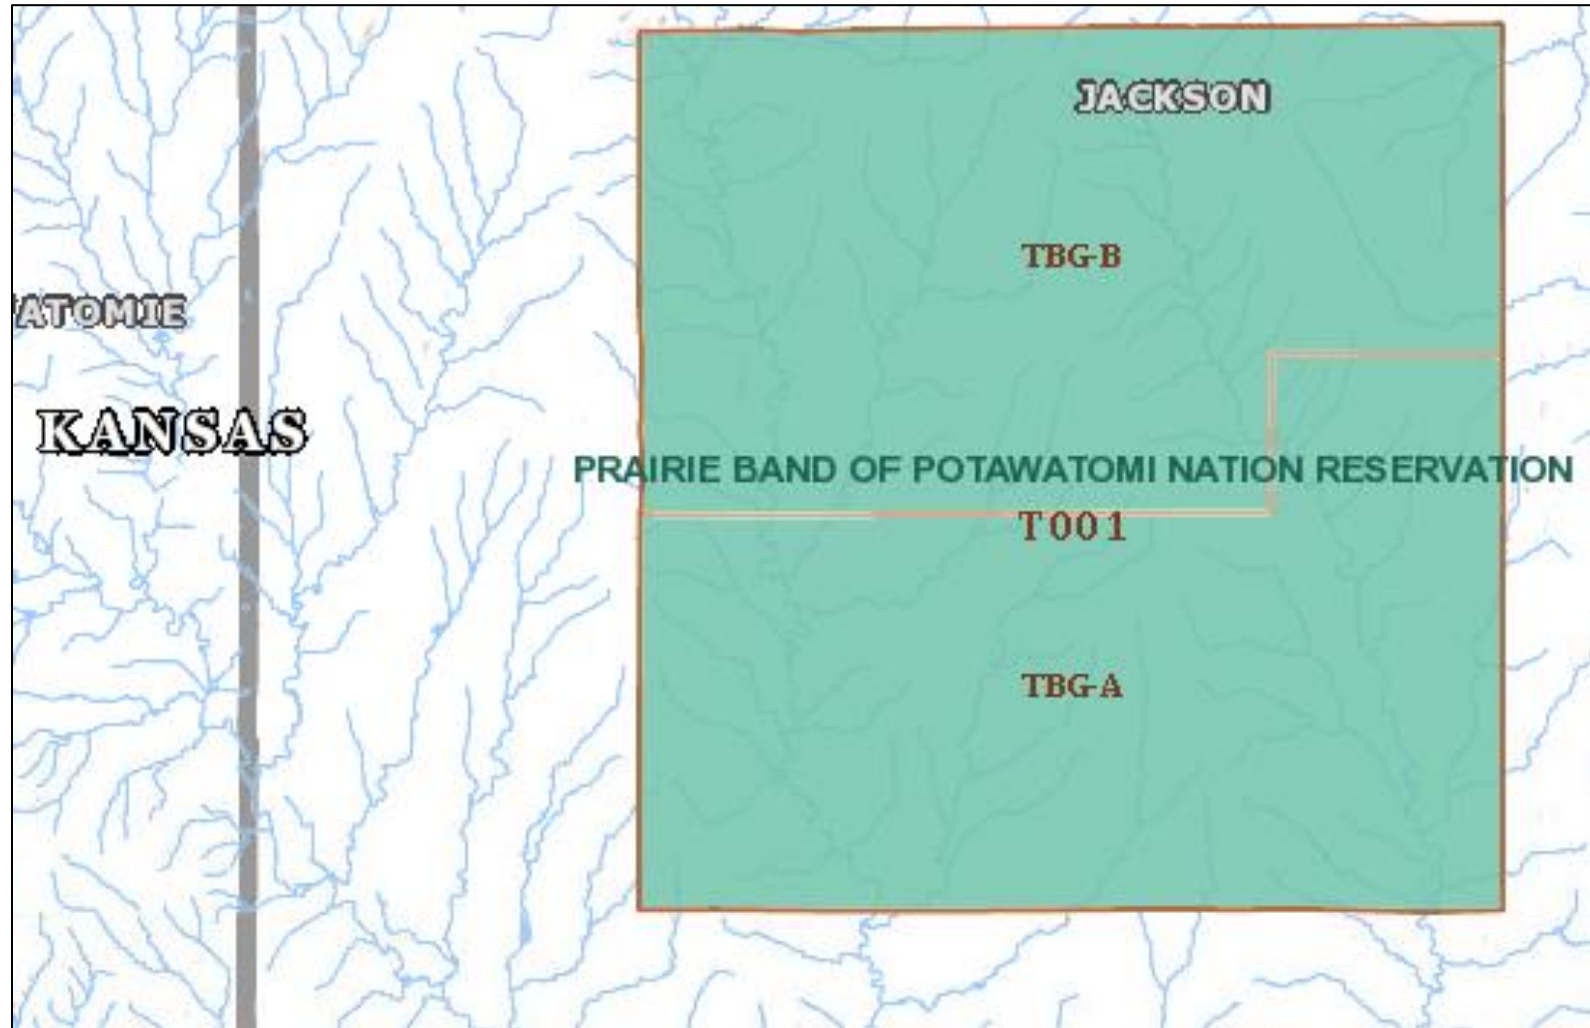 JACKSON
TBG-B
ATOMIE
KANSAS
PRAIRIE BAND OF POTAWATOMI NATION RESERVATION
T001
TBG-A